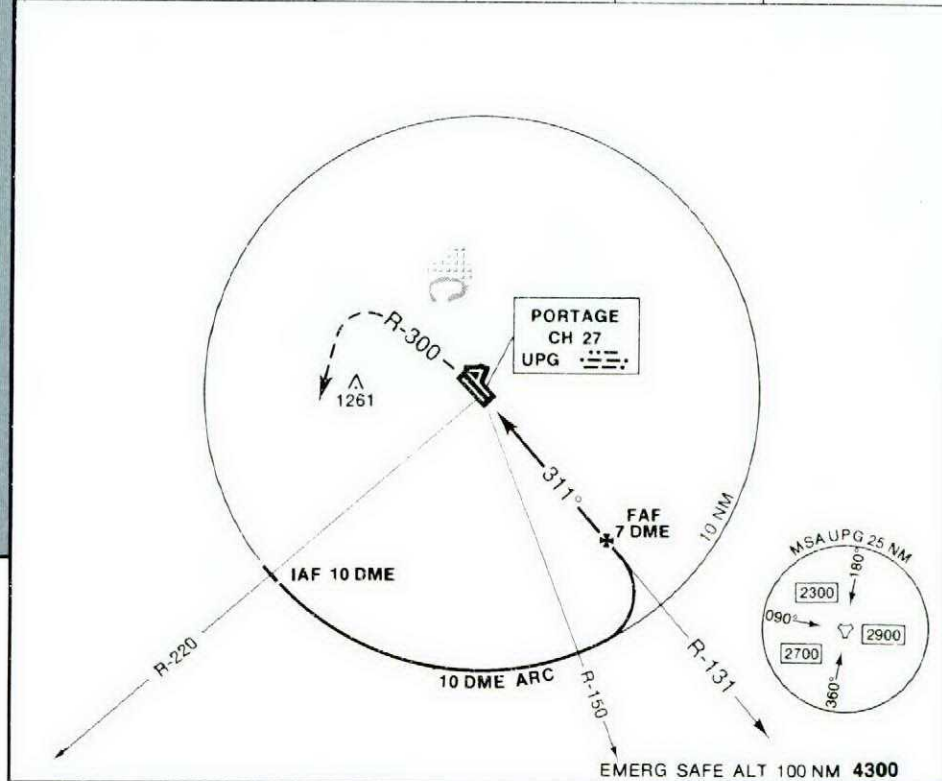 R-300
PORTAGE
CH 27
UPG
1261
311°
FAF
7 DME
10 NM
IAF 10 DME
R-220
10 DME ARC
R-150
R-131
MSA UPG 25 NM
180°
2300
090°
2900
2700
360°
EMERG SAFE ALT 100 NM 4300